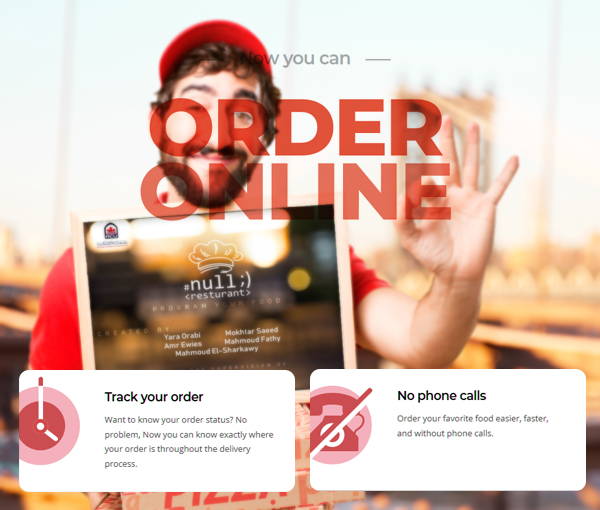 Now you can
ORDER
ONLINE
#null;)
<resturant>
PROGRAM YOUR FOOD
CREATED BY
Yara Orabi Mokhtar Saeed
Amr Ewies Mahmoud Fathy
Mahmoud El-Sharkawy
Track your order
Want to know your order status? No
problem, Now you can know exactly where
your order is throughout the delivery
process.
No phone calls
Order your favorite food easier, faster,
and without phone calls.
PIZZA